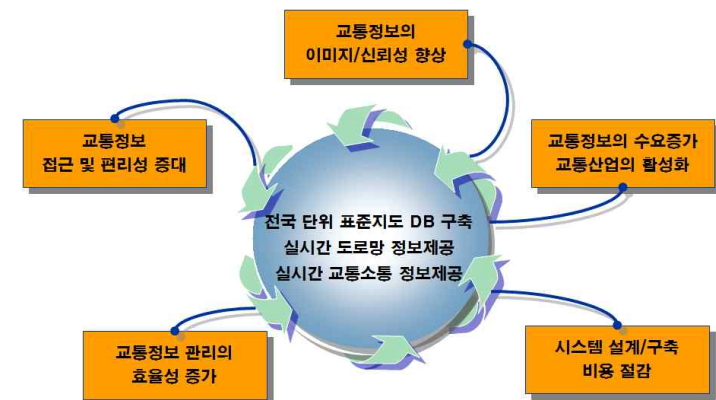 교통정보의
이미지/신뢰성 향상
교통정보
접근 및 편리성 증대
교통정보의 수요증가
교통산업의 활성화
전국 단위 표준지도 DB 구축
실시간 도로망 정보제공
실시간 교통소통 정보제공
교통정보 관리의
효율성 증가
시스템 설계/구축
비용 절감